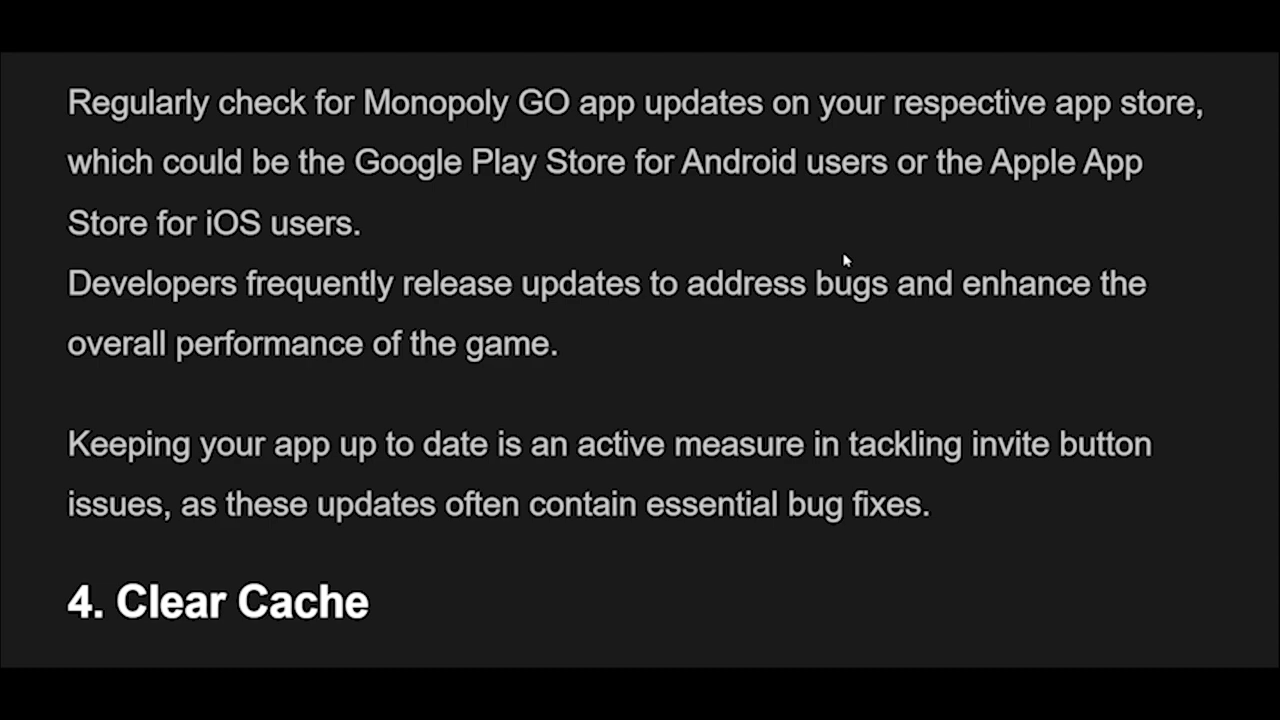 Regularly check for Monopoly GO app updates on your respective app store,
which could be the Google Play Store for Android users or the Apple App
Store for iOS users.
Developers frequently release updates to address bugs and enhance the
overall performance of the game.
Keeping your app up to date is an active measure in tackling invite button
issues, as these updates often contain essential bug fixes.
4. Clear Cache